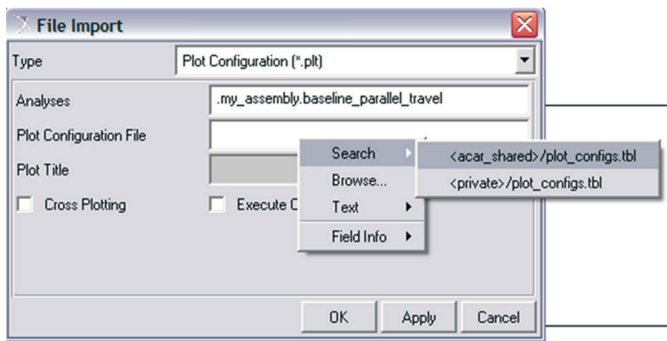 File Import
Type Plot Configuration (*.plt)
Analyses .my_assembly.baseline_parallel_travel
Plot Configuration File
Plot Title
Cross Plotting Execute C
Search
Browse...
Text
Field Info
<acar_shared>/plot_configs.tbl
<private>/plot_configs.tbl
OK Apply Cancel